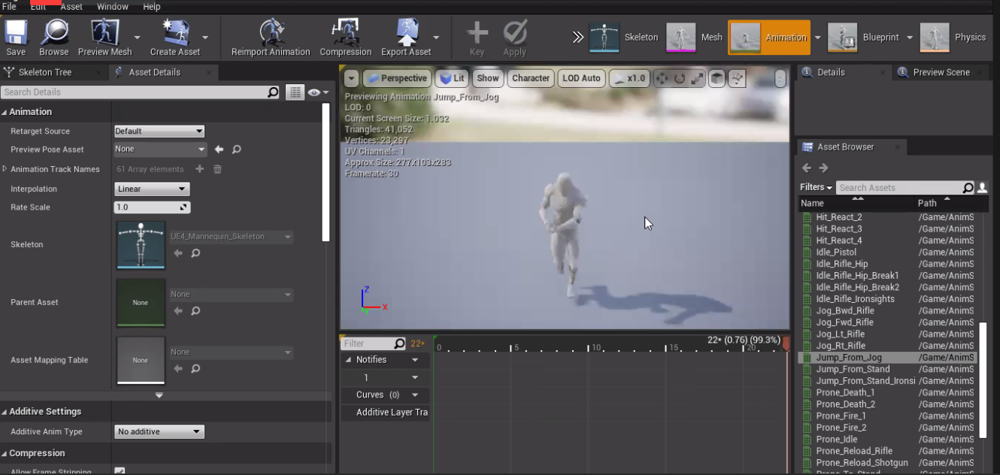 File Edit Asset Window Help
Save Browse Preview Mesh Create Asset Reimport Animation Compression Export Asset Key Apply Skeleton Mesh Animation Blueprint Physics
Skeleton Tree Asset Details
Search Details
Animation
Retarget Source Default
Preview Pose Asset None
Animation Track Names 61 Array elements
Interpolation Linear
Rate Scale 1.0
Skeleton UE4_Mannequin_Skeleton
Parent Asset None None
Asset Mapping Table None None
Additive Settings
Additive Anim Type No additive
Compression
Allow Frame Stripping
Perspective Lit Show Character LOD Auto x1.0
Previewing Animation Jump_From_Jog
LOD: 0
Current Screen Size: 1.032
Triangles: 41,052
Vertices: 23,297
UV Channels: 1
Approx Size: 277x103x283
Framerate: 30
Z
X
Filter 22*
0 5 10 15 20 22* (0.76) (99.3%)
Notifies
1
Curves (0)
Additive Layer Tra
Details Preview Scene
Asset Browser
Filters Search Assets
Name Path
Hit_React_2 /Game/AnimS
Hit_React_3 /Game/AnimS
Hit_React_4 /Game/AnimS
Idle_Pistol /Game/AnimS
Idle_Rifle_Hip /Game/AnimS
Idle_Rifle_Hip_Break1 /Game/AnimS
Idle_Rifle_Hip_Break2 /Game/AnimS
Idle_Rifle_Ironsights /Game/AnimS
Jog_Bwd_Rifle /Game/AnimS
Jog_Fwd_Rifle /Game/AnimS
Jog_Lt_Rifle /Game/AnimS
Jog_Rt_Rifle /Game/AnimS
Jump_From_Jog /Game/AnimS
Jump_From_Stand /Game/AnimS
Jump_From_Stand_Ironsi /Game/AnimS
Prone_Death_1 /Game/AnimS
Prone_Death_2 /Game/AnimS
Prone_Fire_1 /Game/AnimS
Prone_Fire_2 /Game/AnimS
Prone_Idle /Game/AnimS
Prone_Reload_Rifle /Game/AnimS
Prone_Reload_Shotgun /Game/AnimS
Prone_To_Stand /Game/AnimS